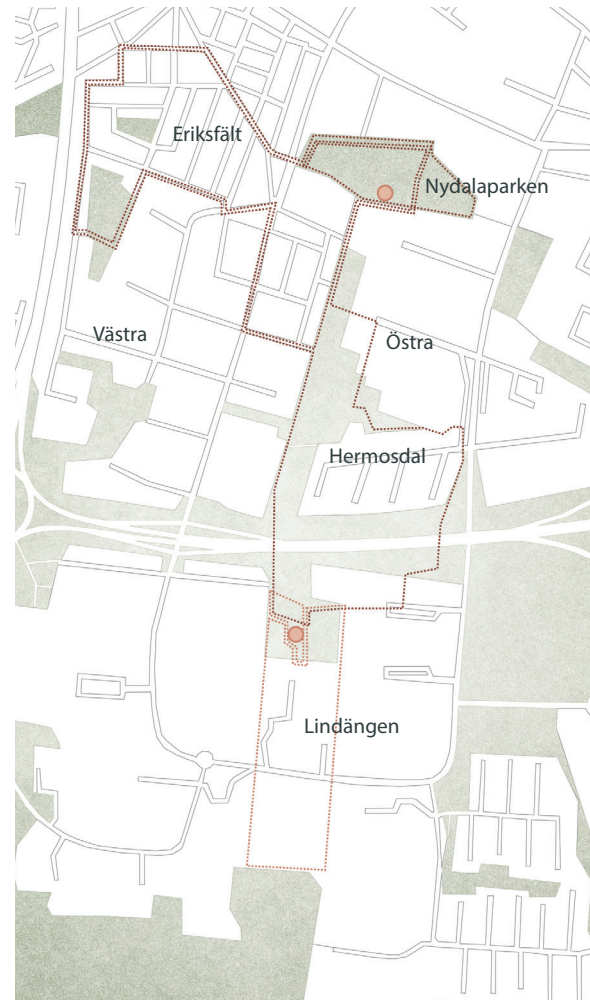 Eriksfält
Nydalaparken
Västra
Östra
Hermosdal
Lindängen